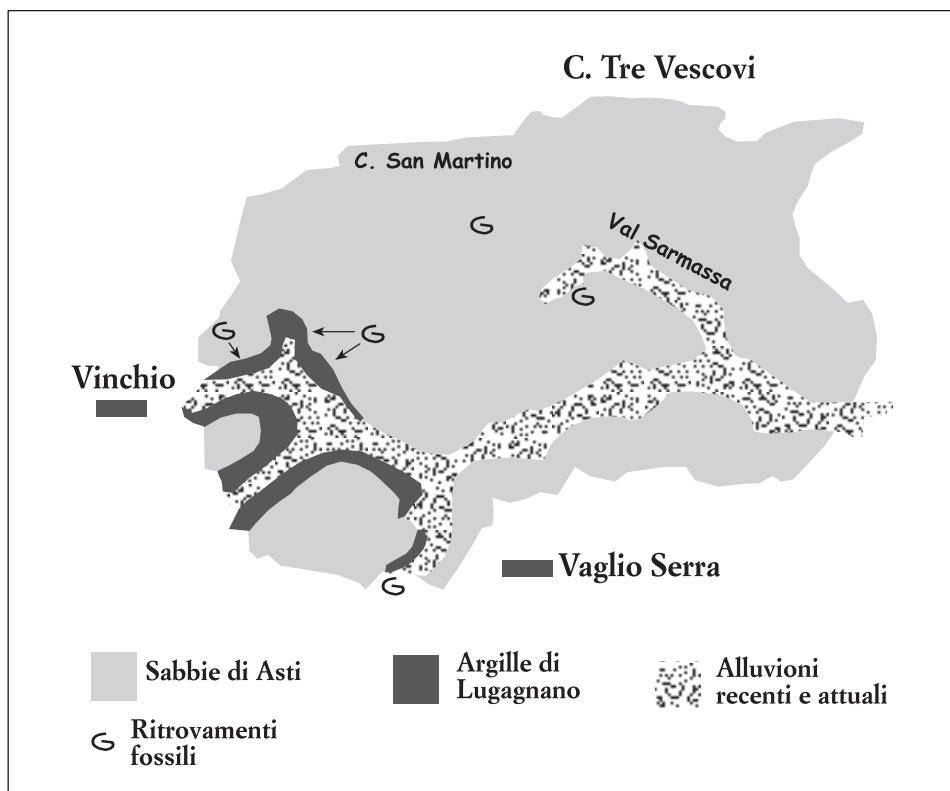 C. Tre Vescovi
C. San Martino
Val Sarmassa
Vinchio
Vaglio Serra
Sabbie di Asti
Argille di
Lugagnano
Alluvioni
recenti e attuali
Ritrovamenti
fossili